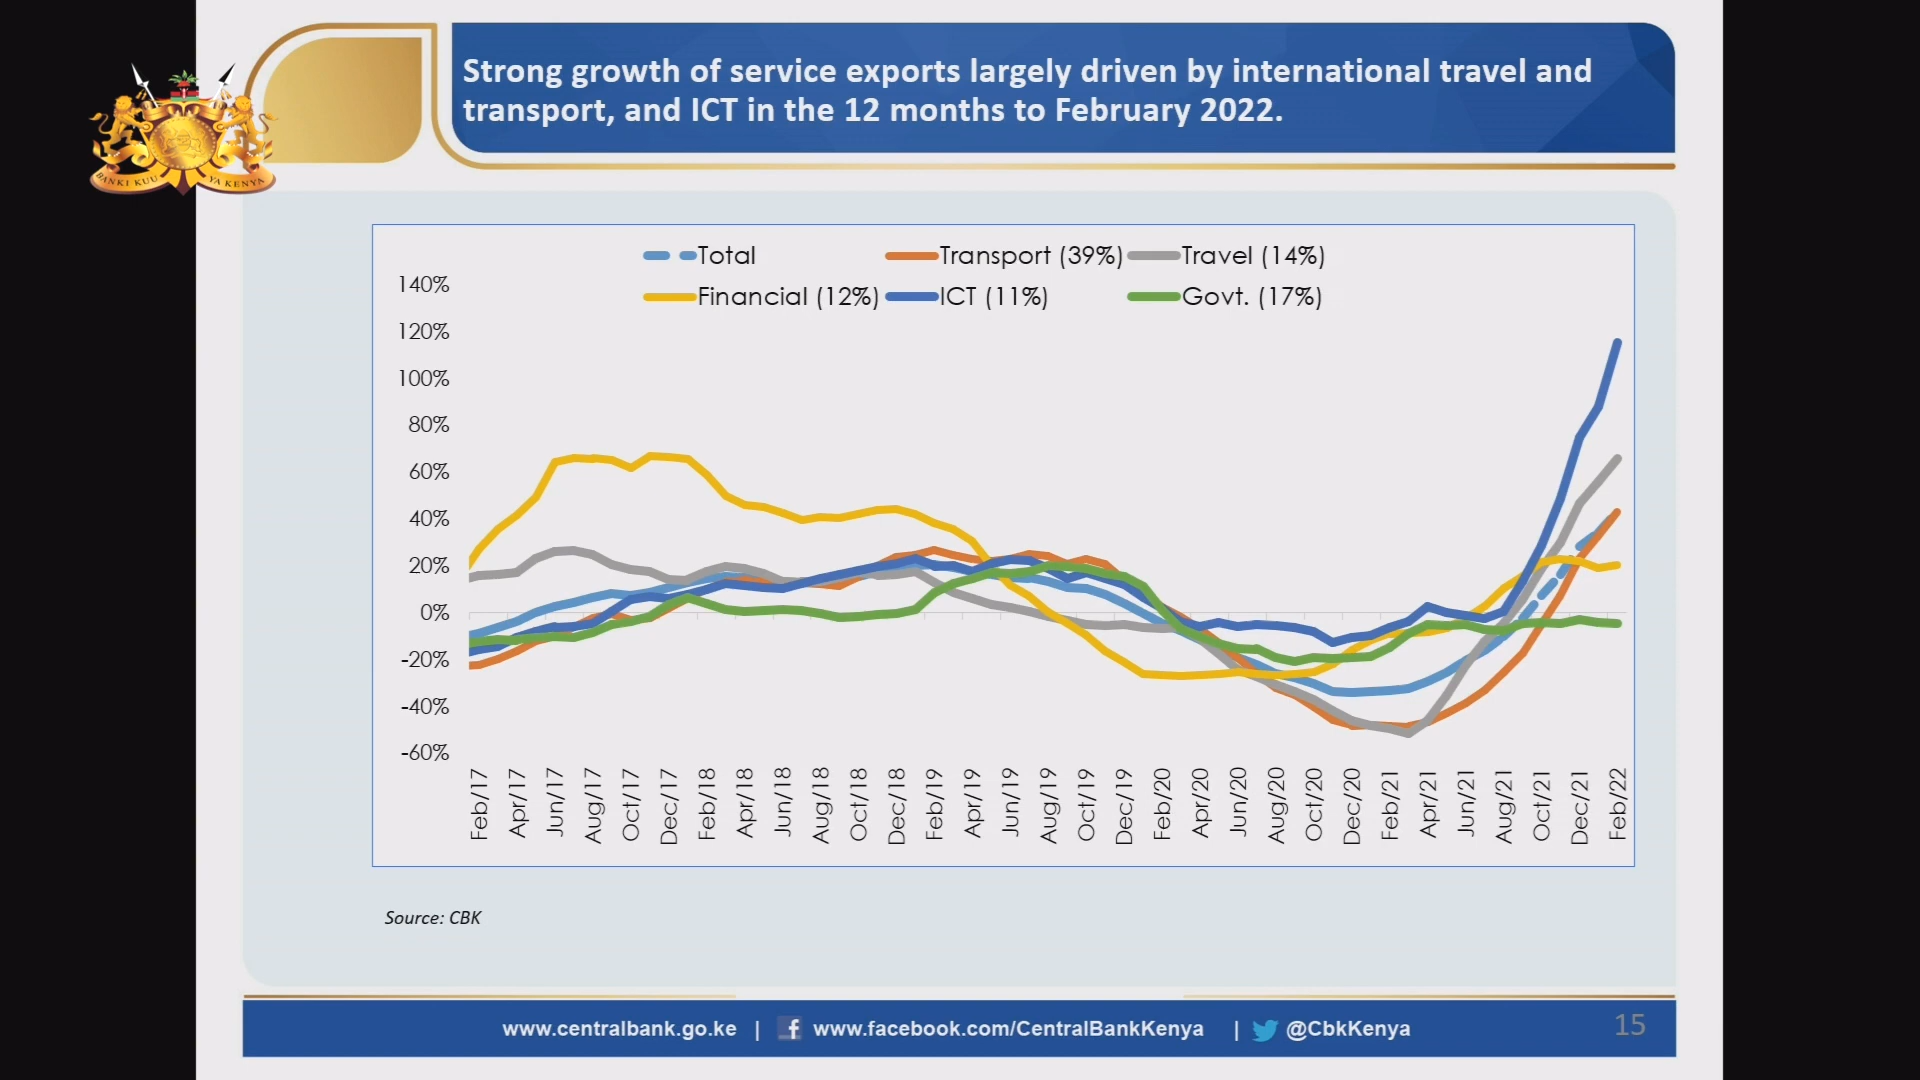 Strong growth of service exports largely driven by international travel and
transport, and ICT in the 12 months to February 2022.
BANKI KUU YA KENYA
Total Transport (39%) Travel (14%)
Financial (12%) ICT (11%) Govt. (17%)
140%
120%
100%
80%
60%
40%
20%
0%
-20%
-40%
-60%
Feb/17 Apr/17 Jun/17 Aug/17 Oct/17 Dec/17 Feb/18 Apr/18 Jun/18 Aug/18 Oct/18 Dec/18 Feb/19 Apr/19 Jun/19 Aug/19 Oct/19 Dec/19 Feb/20 Apr/20 Jun/20 Aug/20 Oct/20 Dec/20 Feb/21 Apr/21 Jun/21 Aug/21 Oct/21 Dec/21 Feb/22
Source: CBK
www.centralbank.go.ke | www.facebook.com/CentralBankKenya | @CbkKenya 15